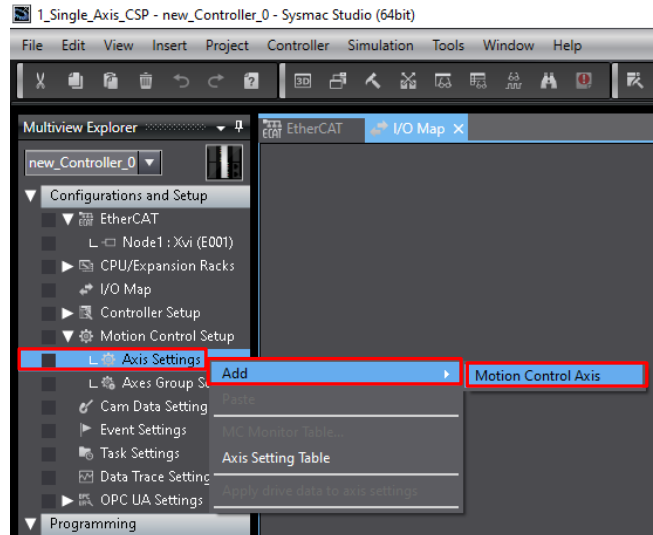 1_Single_Axis_CSP - new_Controller_0 - Sysmac Studio (64bit)
File Edit View Insert Project Controller Simulation Tools Window Help
Multiview Explorer
EtherCAT I/O Map
new_Controller_0
Configurations and Setup
EtherCAT
Node1 : Xvi (E001)
CPU/Expansion Racks
I/O Map
Controller Setup
Motion Control Setup
Axis Settings
Axes Group S
Cam Data Setting
Event Settings
Task Settings
Data Trace Setting
OPC UA Settings
Programming
Add
Paste
MC Monitor Table...
Axis Setting Table
Apply drive data to axis settings
Motion Control Axis